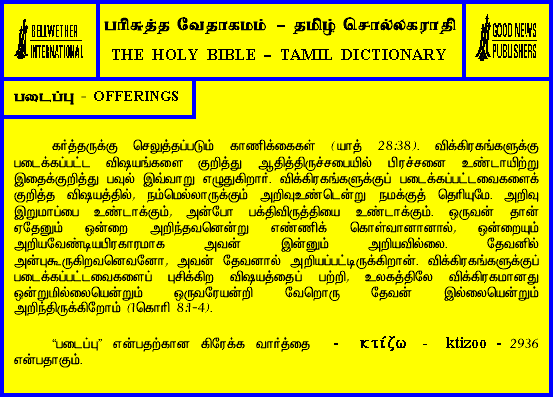 BELLWETHER
INTERNATIONAL
பரிசுத்த வேதாகமம் – தமிழ் சொல்லகராதி
THE HOLY BIBLE – TAMIL DICTIONARY
GOOD NEWS
PUBLISHERS
படைப்பு - OFFERINGS
கர்த்தருக்கு செலுத்தப்படும் காணிக்கைகள் (யாத் 28:38). விக்கிரகங்களுக்கு
படைக்கப்பட்ட விஷயங்களை குறித்து ஆதித்திருச்சபையில் பிரச்சனை உண்டாயிற்று
இதைக்குறித்து பவுல் இவ்வாறு எழுதுகிறார். விக்கிரகங்களுக்குப் படைக்கப்பட்டவைகளைக்
குறித்த விஷயத்தில், நம்மெல்லாருக்கும் அறிவுஉண்டென்று நமக்குத் தெரியுமே. அறிவு
இறுமாப்பை உண்டாக்கும், அன்போ பக்திவிருத்தியை உண்டாக்கும். ஒருவன் தான்
ஏதேனும் ஒன்றை அறிந்தவனென்று எண்ணிக் கொள்வானானால், ஒன்றையும்
அறியவேண்டியபிரகாரமாக அவன் இன்னும் அறியவில்லை. தேவனில்
அன்புகூருகிறவனெவனோ, அவன் தேவனால் அறியப்பட்டிருக்கிறான். விக்கிரகங்களுக்குப்
படைக்கப்பட்டவைகளைப் புசிக்கிற விஷயத்தைப் பற்றி, உலகத்திலே விக்கிரகமானது
ஒன்றுமில்லையென்றும் ஒருவரேயன்றி வேறொரு தேவன் இல்லையென்றும்
அறிந்திருக்கிறோம் (1கொரி 8:1-4).
“படைப்பு” என்பதற்கான கிரேக்க வார்த்தை - κτίζω - ktizoo - 2936
என்பதாகும்.